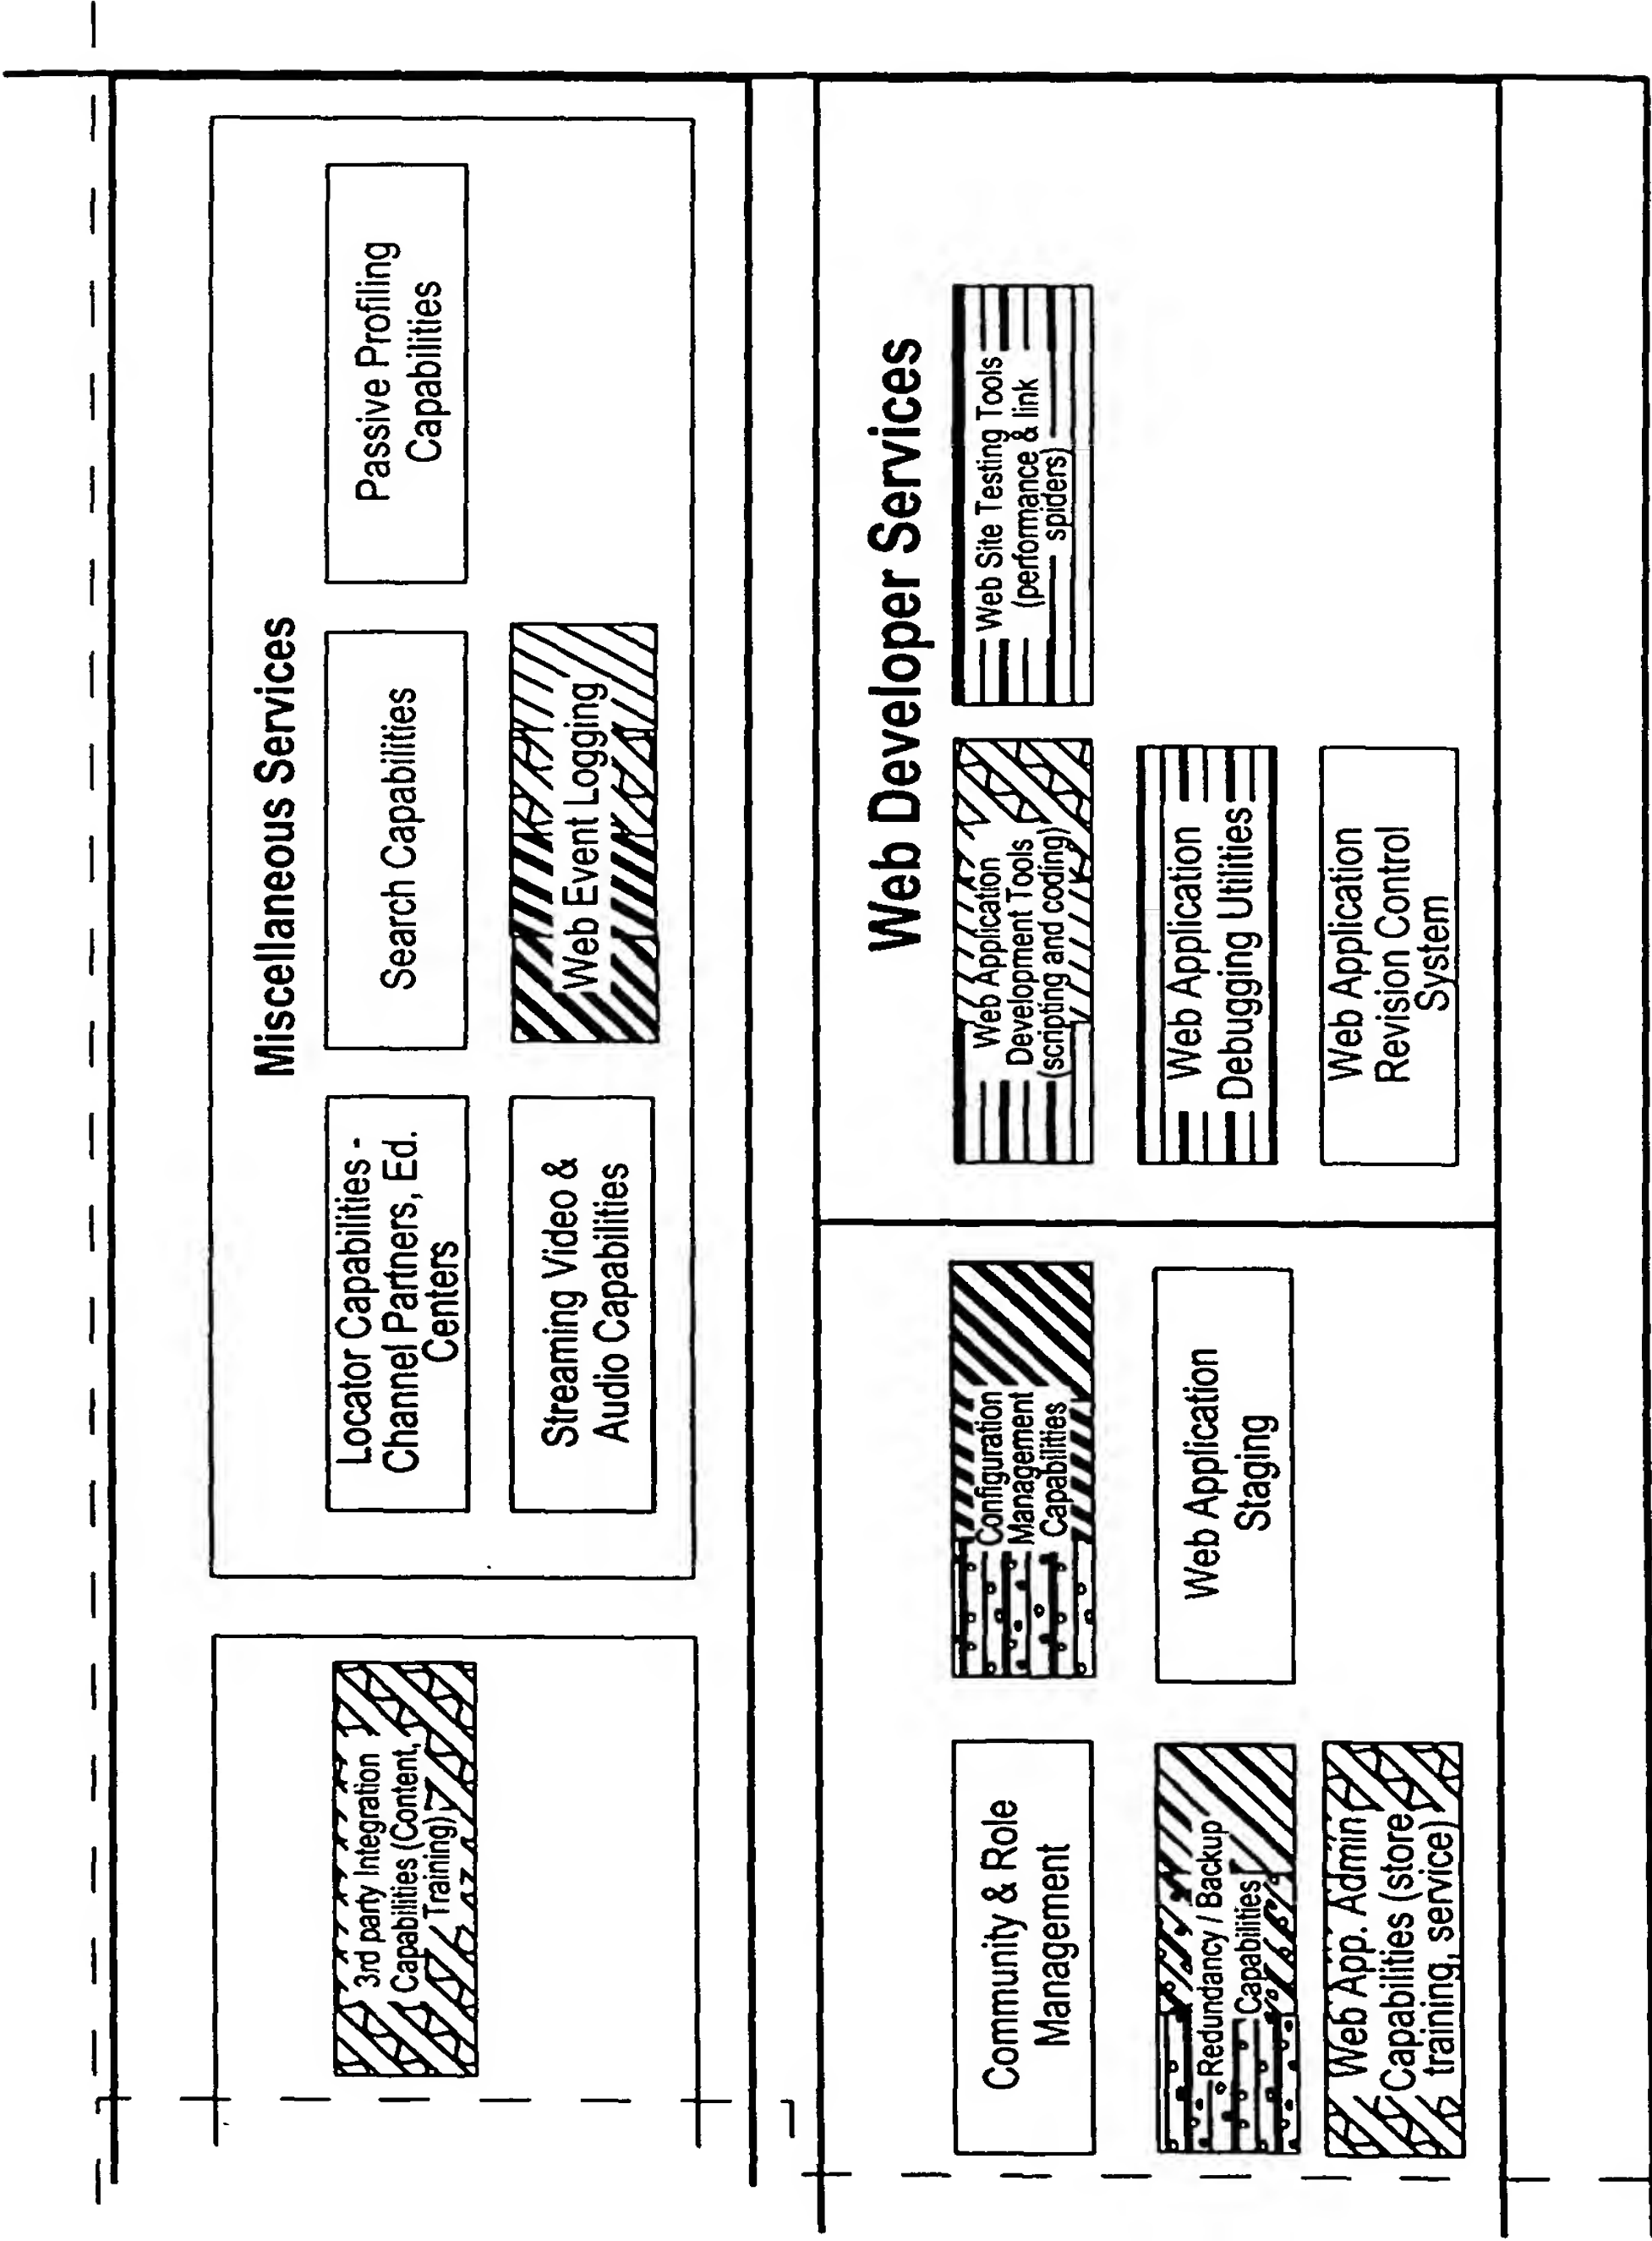 3rd party Integration
Capabilities (Content,
Training)
Miscellaneous Services
Locator Capabilities -
Channel Partners, Ed.
Centers
Search Capabilities
Passive Profiling
Capabilities
Streaming Video &
Audio Capabilities
Web Event Logging
Community & Role
Management
Configuration
Management
Capabilities
Redundancy / Backup
Capabilities
Web Application
Staging
Web App. Admin
Capabilities (store
training, service)
Web Developer Services
Web Application
Development Tools
(scripting and coding)
Web Site Testing Tools
(performance & link
spiders)
Web Application
Debugging Utilities
Web Application
Revision Control
System